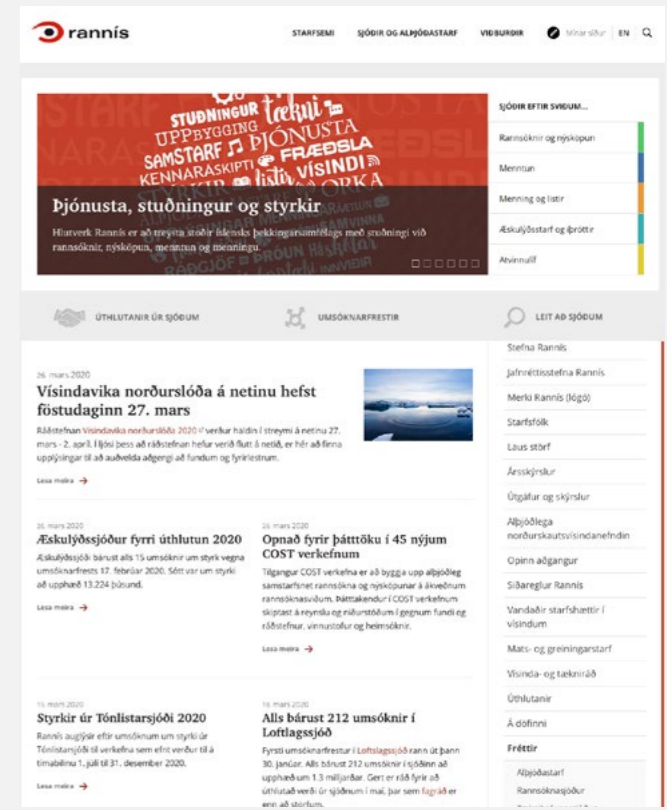 rannís
STARFSEMI
SJÓÐIR OG ALÞJÓÐASTARF
VIÐBURÐIR
Mínar síður
EN
STUÐNINGUR tækni
UPPBYGGING
SAMSTARF ÞJÓNUSTA
KENNARASKIPTI FRÆÐSLA
listir VÍSINDI
STYRKIR ORKA
Þjónusta, stuðningur og styrkir
Hlutverk Rannís er að treysta stoðir íslensks þekkingarsamfélags með stuðningi við
rannsóknir, nýsköpun, menntun og menningu.
RÁÐGJÖF ÞRÓUN Háskólar
INNVIÐIR
SJÓÐIR EFTIR SVIÐUM...
Rannsóknir og nýsköpun
Menntun
Menning og listir
Æskulýðsstarf og íþróttir
Atvinnulíf
ÚTHLUTANIR ÚR SJÓÐUM
UMSÓKNARFRESTIR
LEIT AÐ SJÓÐUM
26. mars 2020
Vísindavika norðurslóða á netinu hefst
föstudaginn 27. mars
Ráðstefnan Vísindavika norðurslóða 2020 verður haldin í streymi á netinu 27.
mars - 2. apríl. Í ljósi þess að ráðstefnan hefur verið flutt á netið, er hér að finna
upplýsingar til að auðvelda aðgengi að fundum og fyrirlestrum.
Lesa meira
26. mars 2020
Æskulýðssjóður fyrri úthlutun 2020
Æskulýðssjóði bárust alls 15 umsóknir um styrk vegna
umsóknarfrests 17. febrúar 2020. Sótt var um styrki
að upphæð 13.224 þúsund.
Lesa meira
26. mars 2020
Opnað fyrir þátttöku í 45 nýjum
COST verkefnum
Tilgangur COST verkefna er að byggja upp alþjóðleg
samstarfsnet rannsókna og nýsköpunar á ákveðnum
rannsóknasviðum. Þátttakendur í COST verkefnum
skiptast á reynslu og niðurstöðum í gegnum fundi og
ráðstefnur, vinnustofur og heimsóknir.
Lesa meira
Styrkir úr Tónlistarsjóði 2020
Rannís auglýsir eftir umsóknum um styrki úr
Tónlistarsjóði til verkefna sem efnt verður til á
tímabilinu 1. júlí til 31. desember 2020.
Lesa meira
Alls bárust 212 umsóknir í
Loftlagssjóð
Fyrsti umsóknarfrestur í Loftslagssjóð rann út þann
30. janúar. Alls bárust 212 umsóknir í sjóðinn að
upphæð um 1.3 milljarðar. Gert er ráð fyrir að
úthlutað verði úr sjóðnum í maí, þar sem fagráð er
enn að störfum.
Stefna Rannís
Jafnréttisstefna Rannís
Merki Rannís (lógó)
Starfsfólk
Laus störf
Ársskýrslur
Útgáfur og skýrslur
Alþjóðlega
norðurskautsvísindanefndin
Opinn aðgangur
Siðareglur Rannís
Vandaðir starfshættir í
vísindum
Mats- og greiningarstarf
Vísinda- og tækniráð
Úthlutanir
Á döfinni
Fréttir
Alþjóðastarf
Rannsóknasjóður